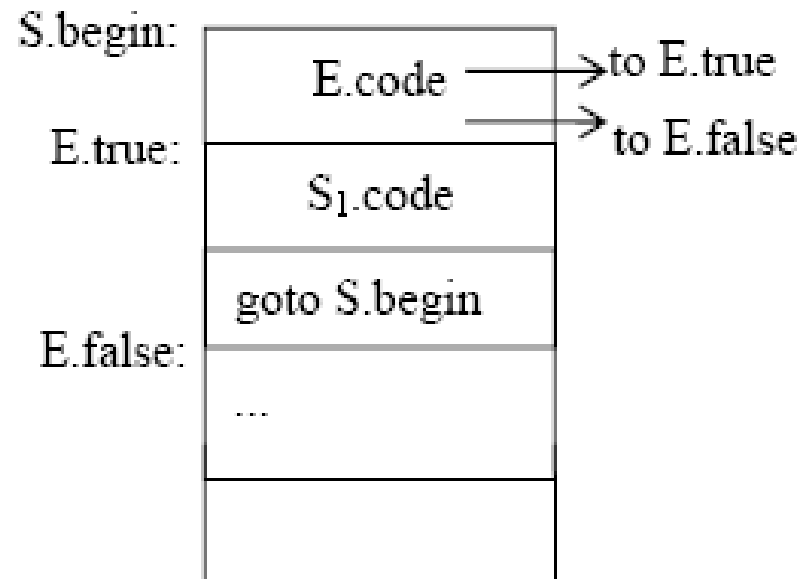 S.begin:
E.code
to E.true
to E.false
E.true:
S₁.code
goto S.begin
E.false:
...